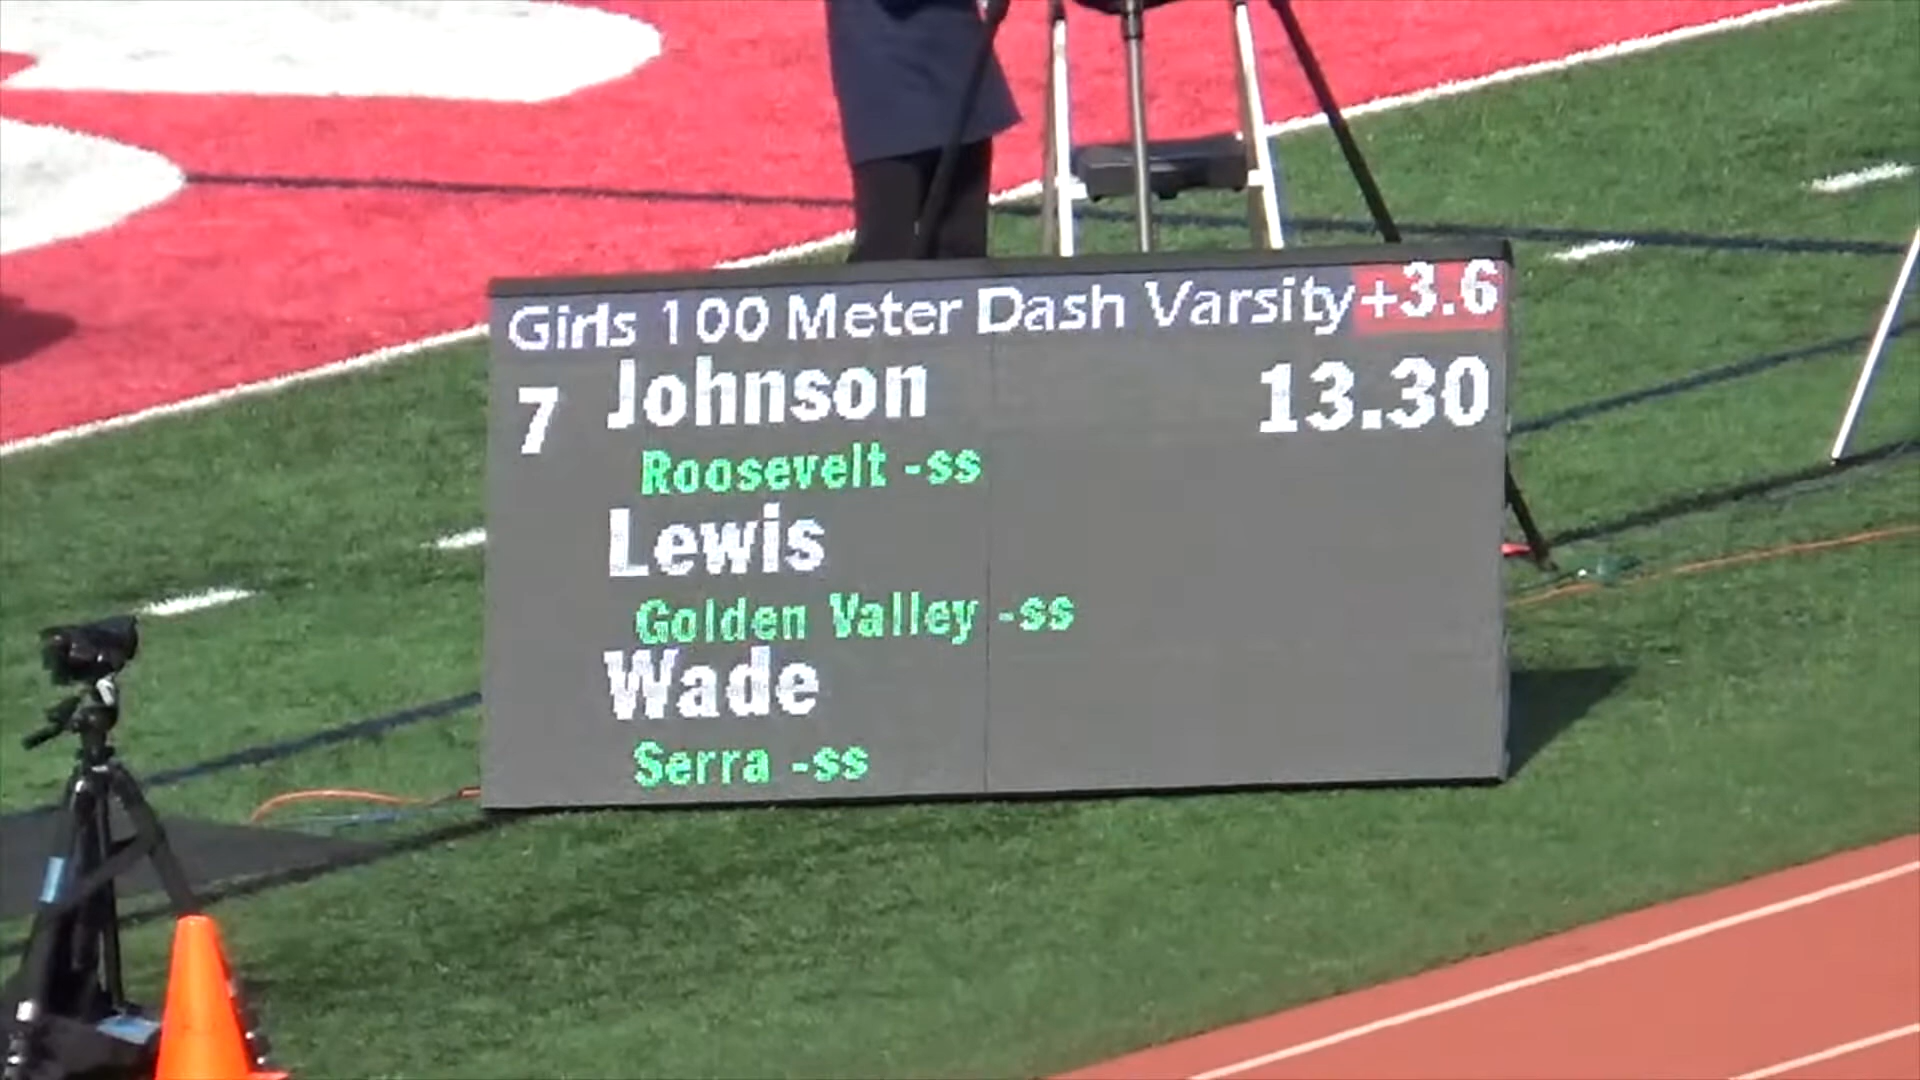 Girls 100 Meter Dash Varsity +3.6
7 Johnson 13.30
Roosevelt -ss
Lewis
Golden Valley -ss
Wade
Serra -ss